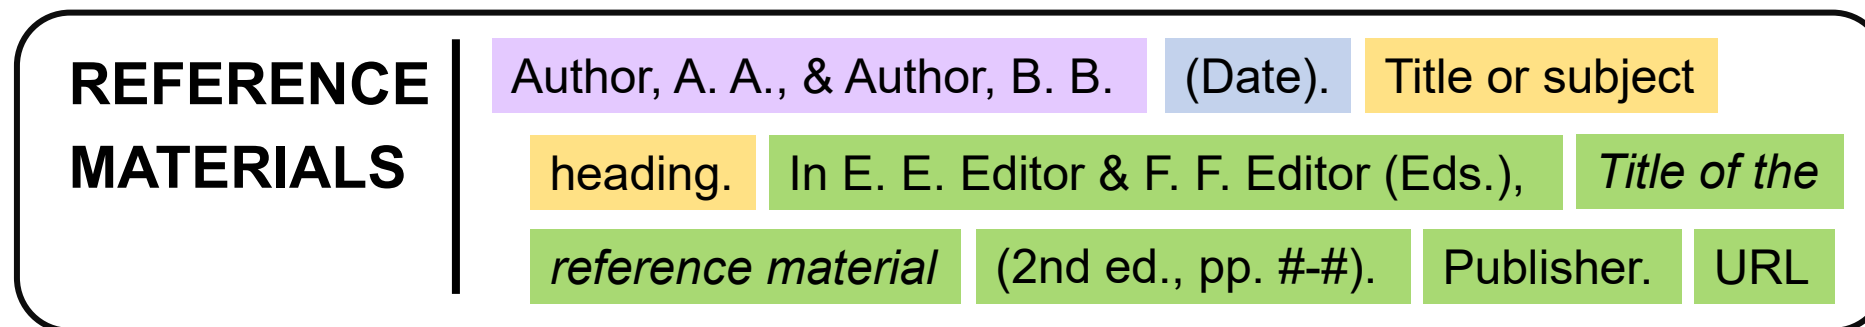 REFERENCE
MATERIALS
Author, A. A., & Author, B. B. (Date). Title or subject
heading. In E. E. Editor & F. F. Editor (Eds.), Title of the
reference material (2nd ed., pp. #-#). Publisher. URL